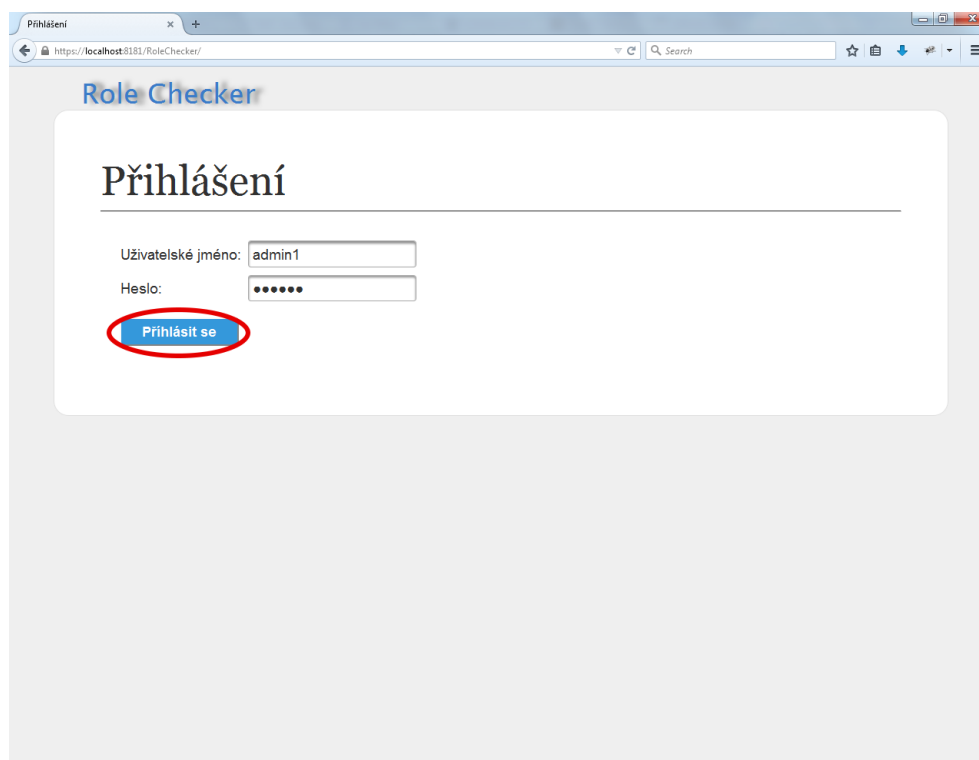 Přihlášení
https://localhost:8181/RoleChecker/
Search
Role Checker
Přihlášení
Uživatelské jméno: admin1
Heslo: ●●●●●●
Přihlásit se